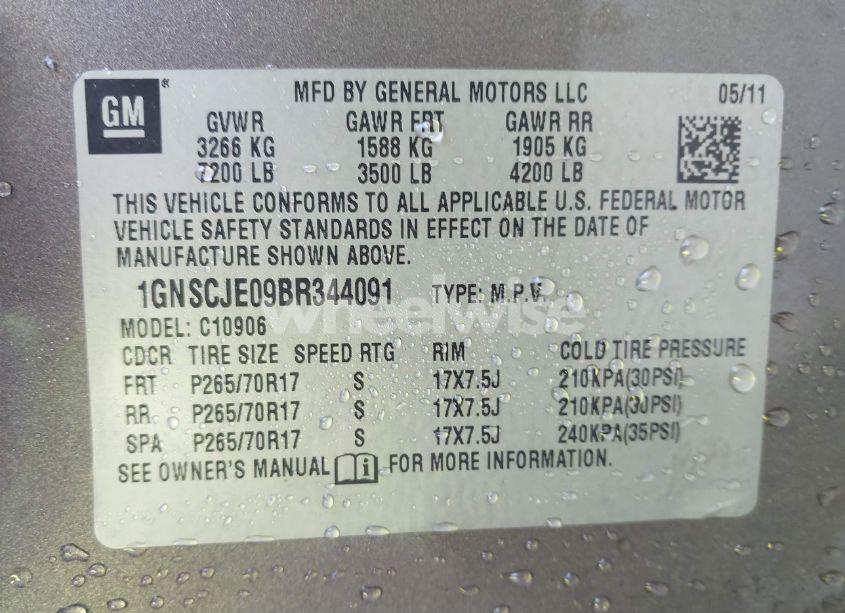 GM
MFD BY GENERAL MOTORS LLC 05/11
GVWR GAWR FRT GAWR RR
3266 KG 1588 KG 1905 KG
7200 LB 3500 LB 4200 LB
THIS VEHICLE CONFORMS TO ALL APPLICABLE U.S. FEDERAL MOTOR
VEHICLE SAFETY STANDARDS IN EFFECT ON THE DATE OF
MANUFACTURE SHOWN ABOVE.
1GNSCJE09BR344091 TYPE: M.P.V.
wheelwise
MODEL: C10906
CDCR TIRE SIZE SPEED RTG RIM COLD TIRE PRESSURE
FRT P265/70R17 S 17X7.5J 210KPA(30PSI)
RR P265/70R17 S 17X7.5J 210KPA(30PSI)
SPA P265/70R17 S 17X7.5J 240KPA(35PSI)
SEE OWNER'S MANUAL i FOR MORE INFORMATION.